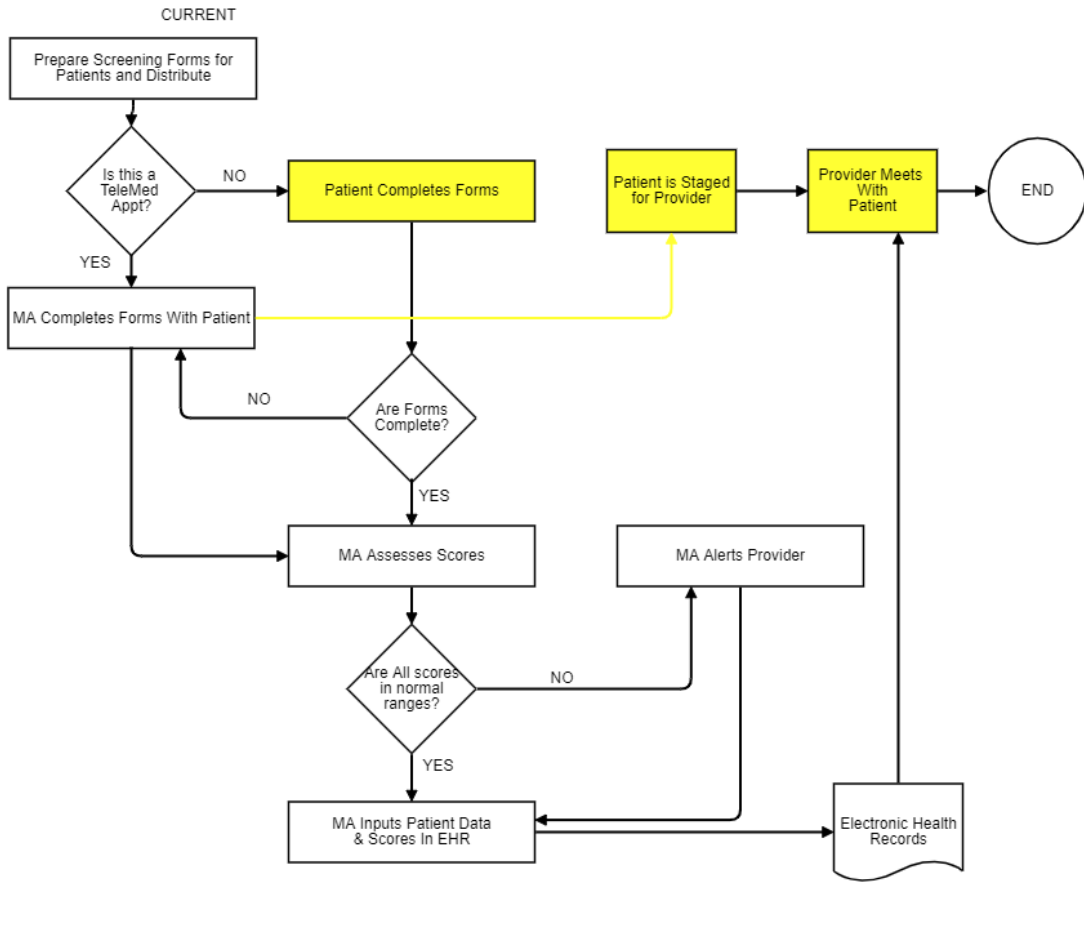 CURRENT
Prepare Screening Forms for
Patients and Distribute
Is this a
TeleMed
Appt?
NO
YES
Patient Completes Forms
Patient is Staged
for Provider
Provider Meets
With
Patient
END
MA Completes Forms With Patient
NO
Are Forms
Complete?
YES
MA Assesses Scores
MA Alerts Provider
Are All scores
in normal
ranges?
NO
YES
MA Inputs Patient Data
& Scores In EHR
Electronic Health
Records